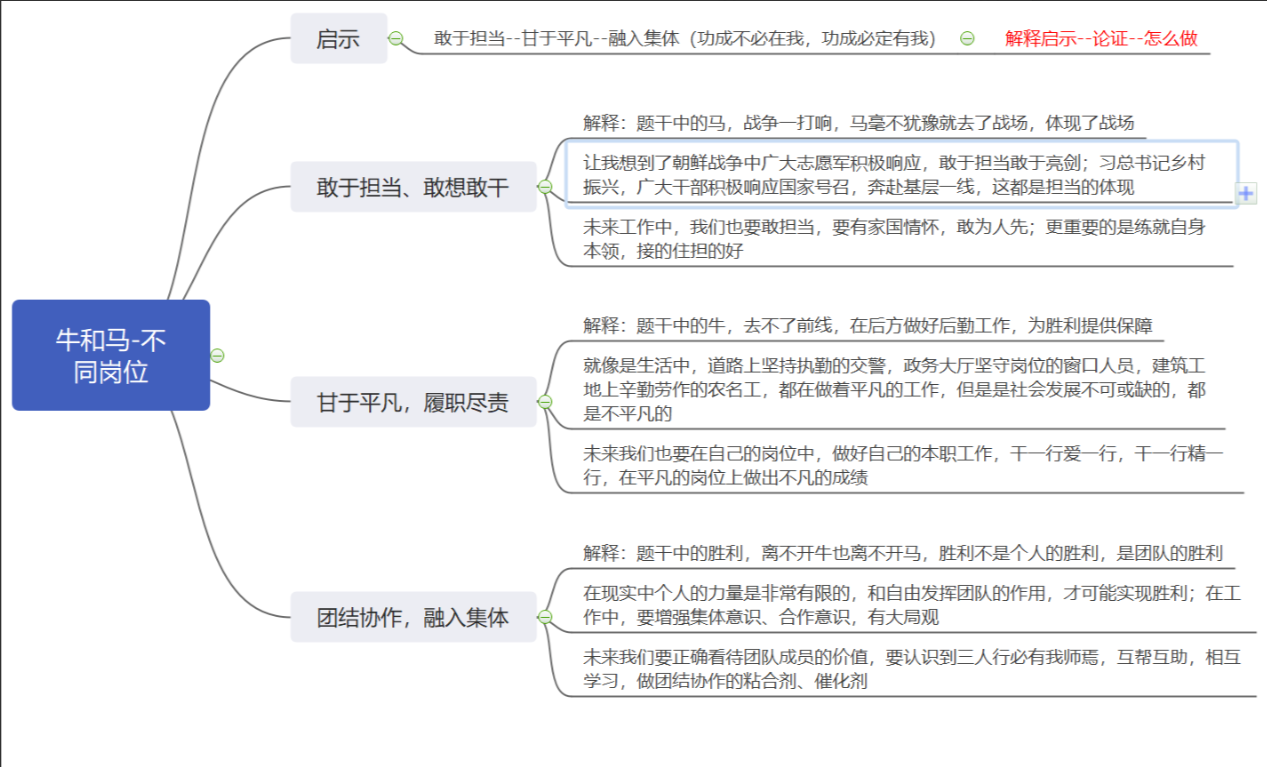 启示
敢于担当--甘于平凡--融入集体（功成不必在我，功成必定有我）
解释启示--论证--怎么做
敢于担当、敢想敢干
解释：题干中的马，战争一打响，马毫不犹豫就去了战场，体现了战场
让我想到了朝鲜战争中广大志愿军积极响应，敢于担当敢于亮剑；习总书记乡村
振兴，广大干部积极响应国家号召，奔赴基层一线，这都是担当的体现
未来工作中，我们也要敢担当，要有家国情怀，敢为人先；更重要的是练就自身
本领，接的住担的好
牛和马-不
同岗位
甘于平凡，履职尽责
解释：题干中的牛，去不了前线，在后方做好后勤工作，为胜利提供保障
就像是生活中，道路上坚持执勤的交警，政务大厅坚守岗位的窗口人员，建筑工
地上辛勤劳作的农名工，都在做着平凡的工作，但是是社会发展不可或缺的，都
是不平凡的
未来我们也要在自己的岗位中，做好自己的本职工作，干一行爱一行，干一行精一
行，在平凡的岗位上做出不凡的成绩
团结协作，融入集体
解释：题干中的胜利，离不开牛也离不开马，胜利不是个人的胜利，是团队的胜利
在现实中个人的力量是非常有限的，和自由发挥团队的作用，才可能实现胜利；在工
作中，要增强集体意识、合作意识，有大局观
未来我们要正确看待团队成员的价值，要认识到三人行必有我师焉，互帮互助，相互
学习，做团结协作的粘合剂、催化剂